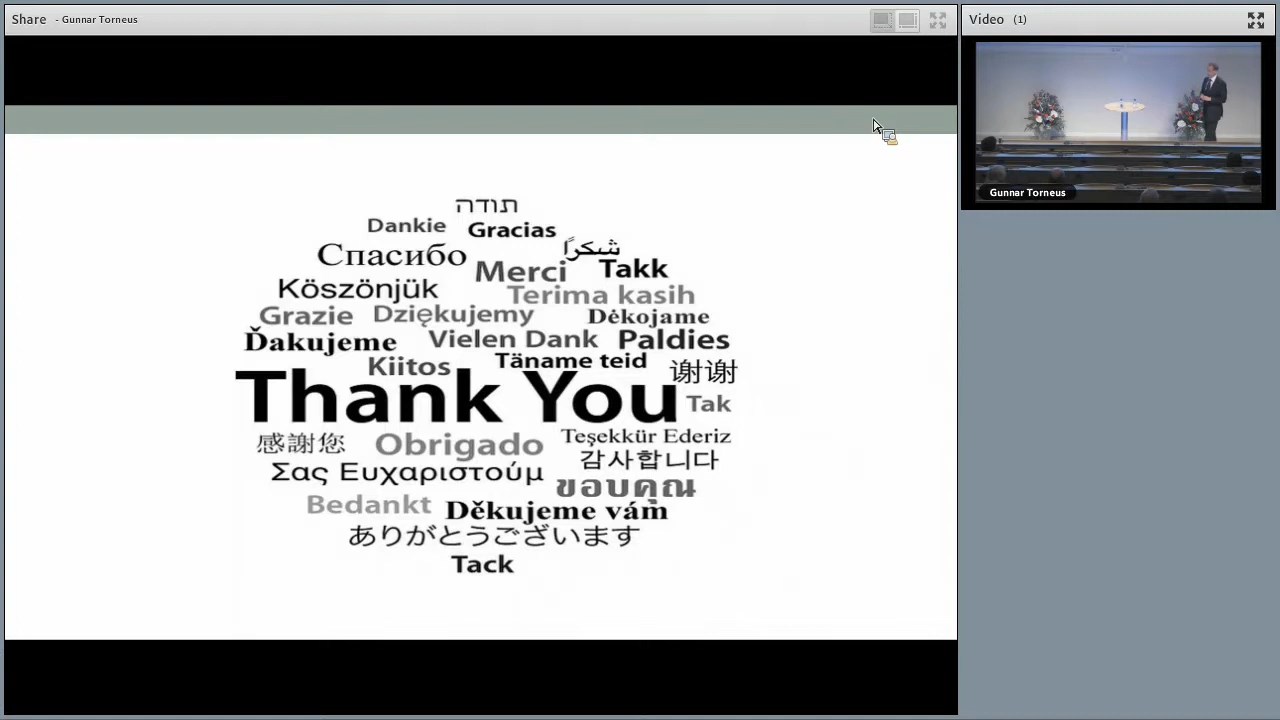 Share - Gunnar Torneus
Video (1)
Gunnar Torneus
תודה
Dankie Gracias
Спасибо شكراً
Merci Takk
Köszönjük Terima kasih
Grazie Dziękujemy Dėkojame
Ďakujeme Vielen Dank Paldies
Kiitos Täname teid 谢谢
Thank You Tak
感謝您 Obrigado Teşekkür Ederiz
Σας Ευχαριστούμ 감사합니다
ขอบคุณ
Bedankt Děkujeme vám
ありがとうございます
Tack